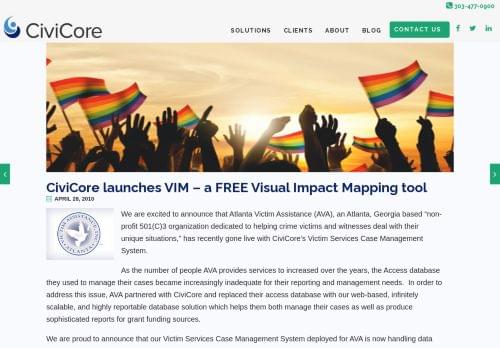 303-477-0900
CiviCore
SOLUTIONS CLIENTS ABOUT BLOG CONTACT US
CiviCore launches VIM – a FREE Visual Impact Mapping tool
APRIL 28, 2010
We are excited to announce that Atlanta Victim Assistance (AVA), an Atlanta, Georgia based “non-
profit 501(C)3 organization dedicated to helping crime victims and witnesses deal with their
unique situations,” has recently gone live with CiviCore’s Victim Services Case Management
System.
As the number of people AVA provides services to increased over the years, the Access database
they used to manage their cases became increasingly inadequate for their reporting and management needs. In order to
address this issue, AVA partnered with CiviCore and replaced their access database with our web-based, infinitely
scalable, and highly reportable database solution which helps them both manage their cases as well as produce
sophisticated reports for grant funding sources.
We are proud to announce that our Victim Services Case Management System deployed for AVA is now handling data